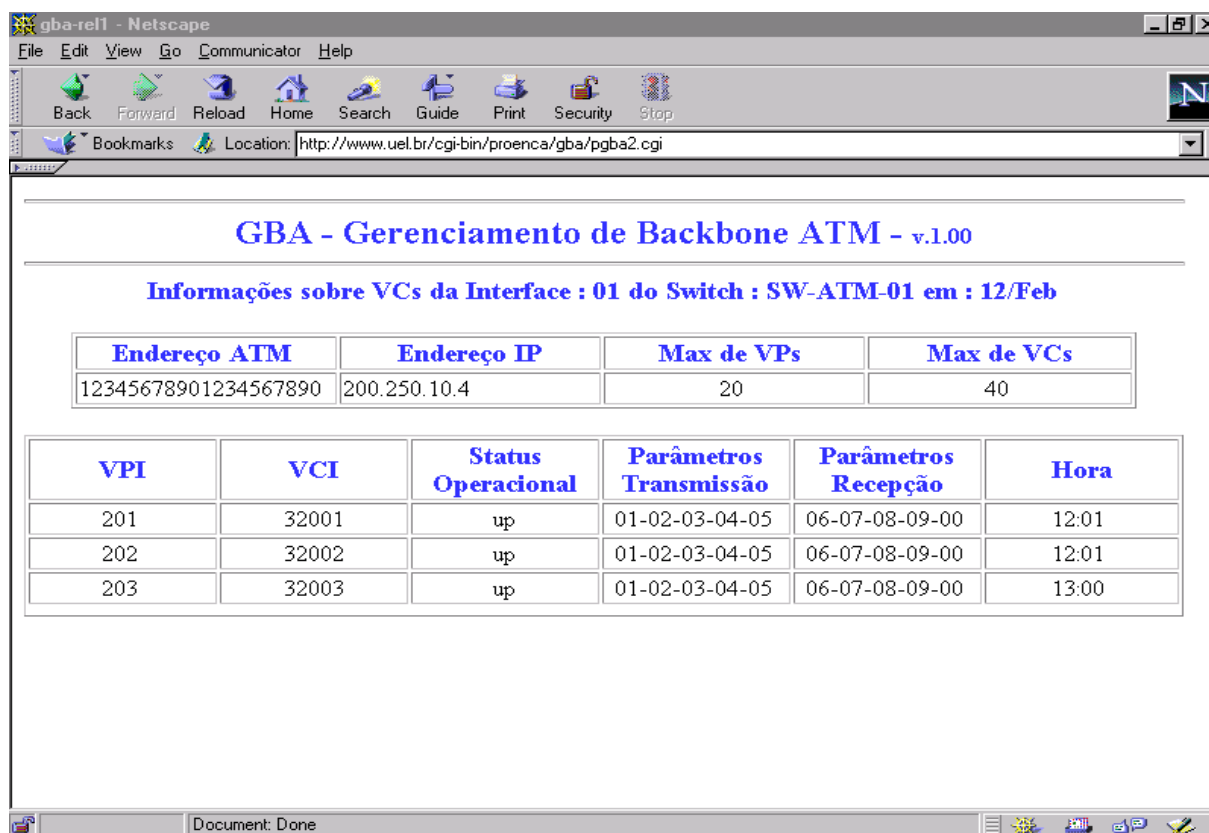 gba-rel1 - Netscape
File Edit View Go Communicator Help
Back Forward Reload Home Search Guide Print Security Stop
N
Bookmarks Location: http://www.uel.br/cgi-bin/proenca/gba/pgba2.cgi
GBA - Gerenciamento de Backbone ATM - v.1.00
Informações sobre VCs da Interface : 01 do Switch : SW-ATM-01 em : 12/Feb
Endereço ATM Endereço IP Max de VPs Max de VCs
12345678901234567890 200.250.10.4 20 40
VPI VCI Status Operacional Parâmetros Transmissão Parâmetros Recepção Hora
201 32001 up 01-02-03-04-05 06-07-08-09-00 12:01
202 32002 up 01-02-03-04-05 06-07-08-09-00 12:01
203 32003 up 01-02-03-04-05 06-07-08-09-00 13:00
Document: Done